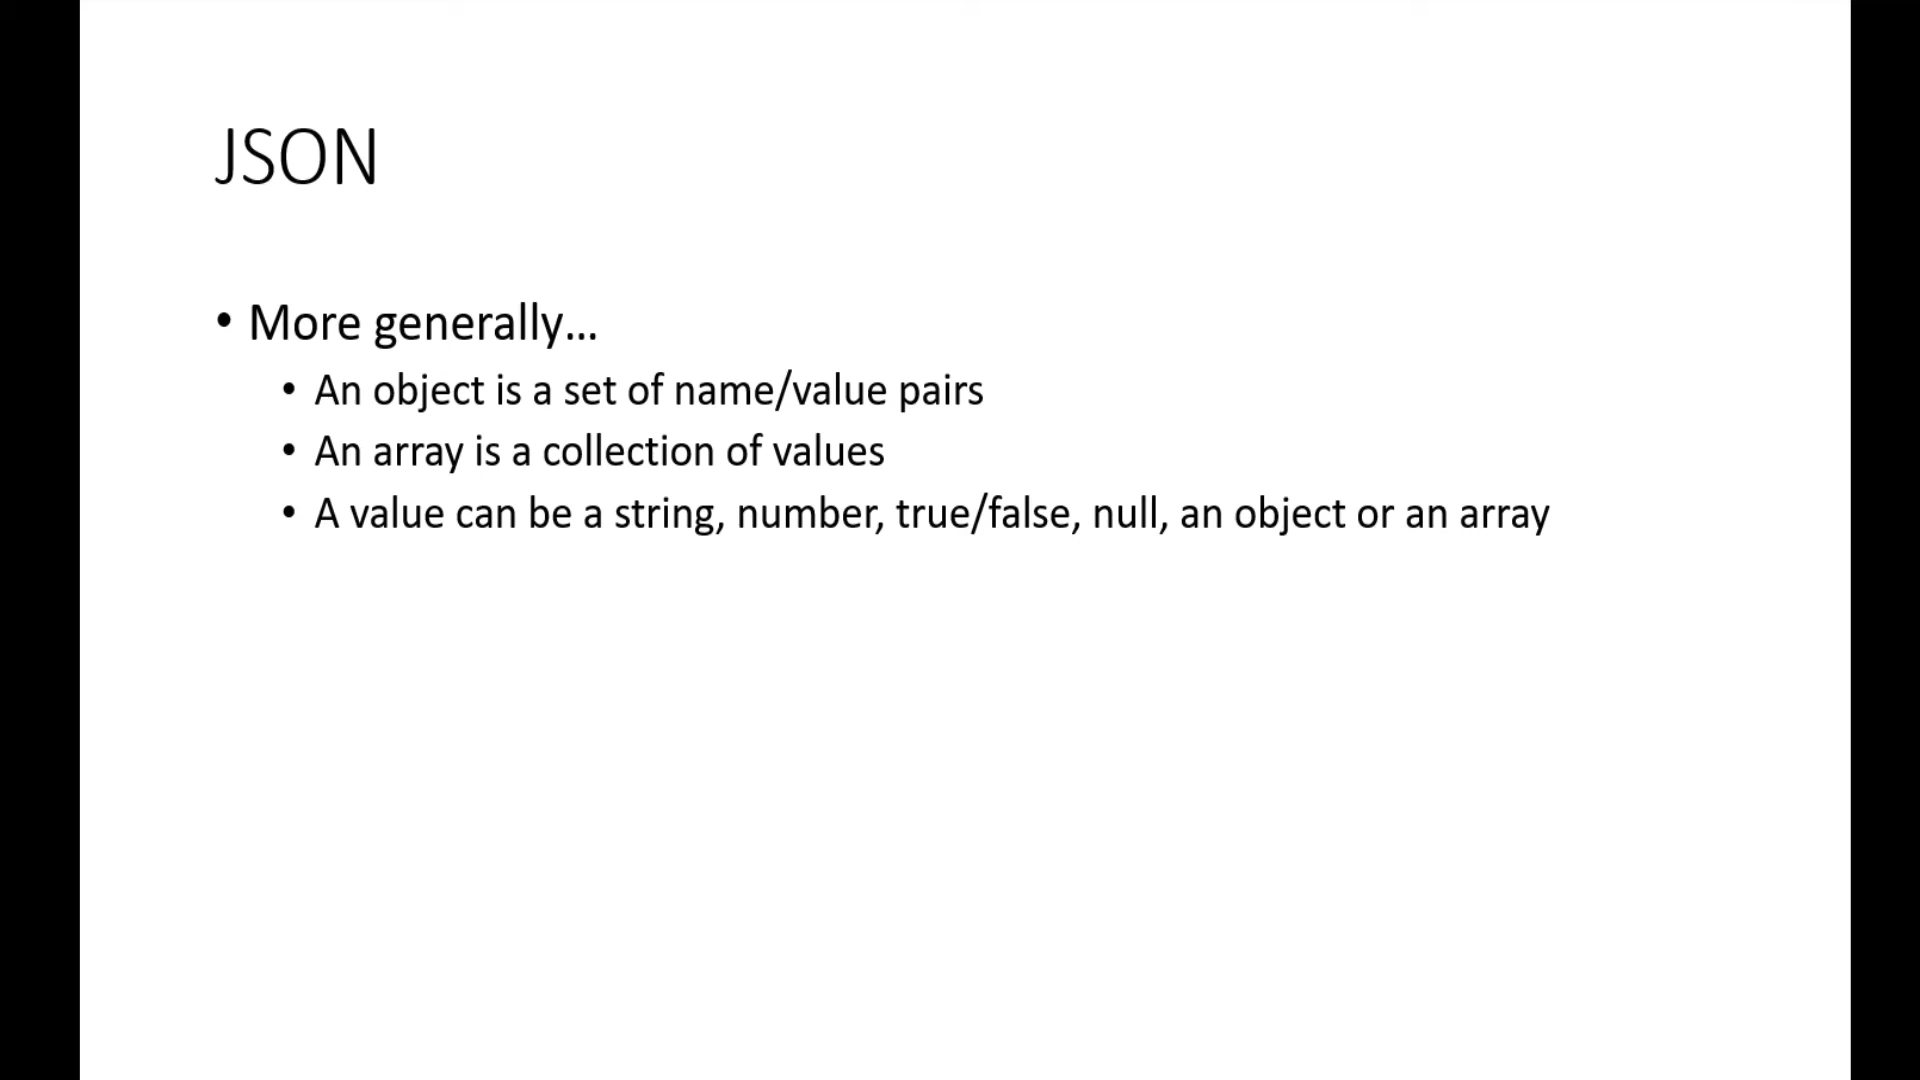 JSON
• More generally...
• An object is a set of name/value pairs
• An array is a collection of values
• A value can be a string, number, true/false, null, an object or an array